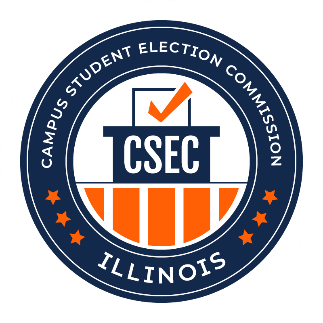 CAMPUS STUDENT ELECTION COMMISSION
CSEC
ILLINOIS